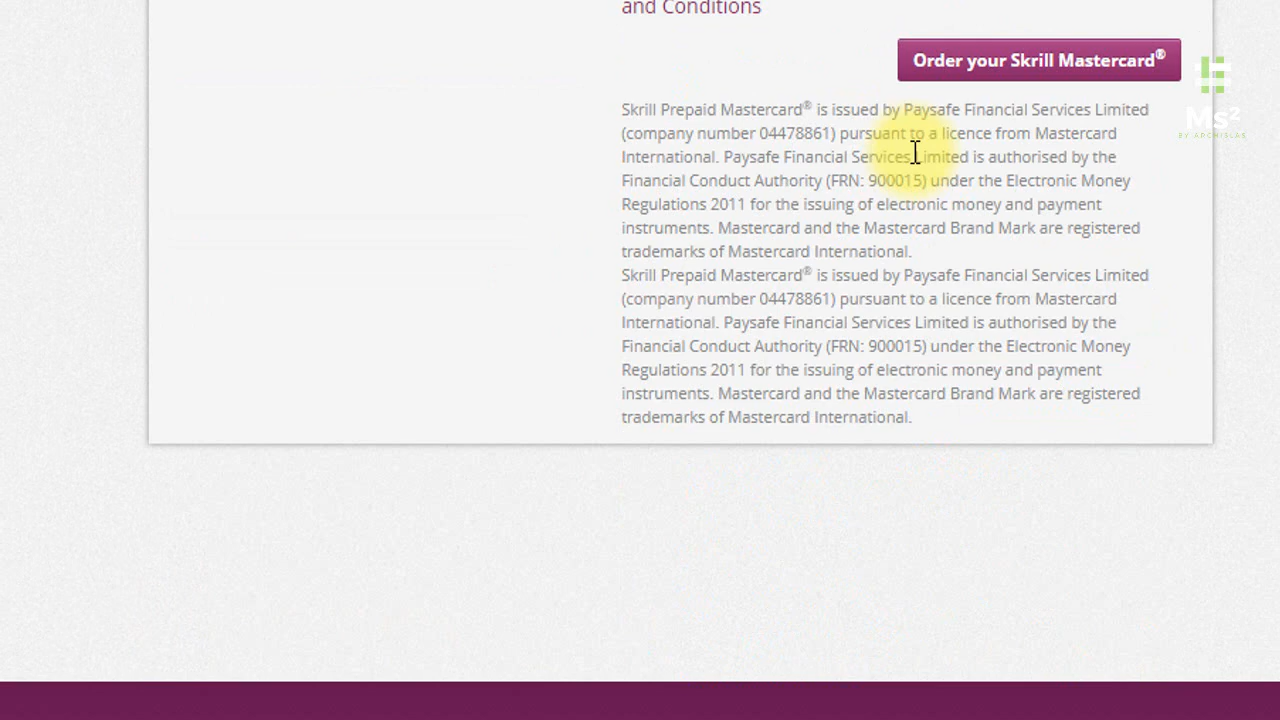 and Conditions
Order your Skrill Mastercard®
Skrill Prepaid Mastercard® is issued by Paysafe Financial Services Limited
(company number 04478861) pursuant to a licence from Mastercard
International. Paysafe Financial Services Limited is authorised by the
Financial Conduct Authority (FRN: 900015) under the Electronic Money
Regulations 2011 for the issuing of electronic money and payment
instruments. Mastercard and the Mastercard Brand Mark are registered
trademarks of Mastercard International.
Skrill Prepaid Mastercard® is issued by Paysafe Financial Services Limited
(company number 04478861) pursuant to a licence from Mastercard
International. Paysafe Financial Services Limited is authorised by the
Financial Conduct Authority (FRN: 900015) under the Electronic Money
Regulations 2011 for the issuing of electronic money and payment
instruments. Mastercard and the Mastercard Brand Mark are registered
trademarks of Mastercard International.
Ms²
BY ARCHISLAK